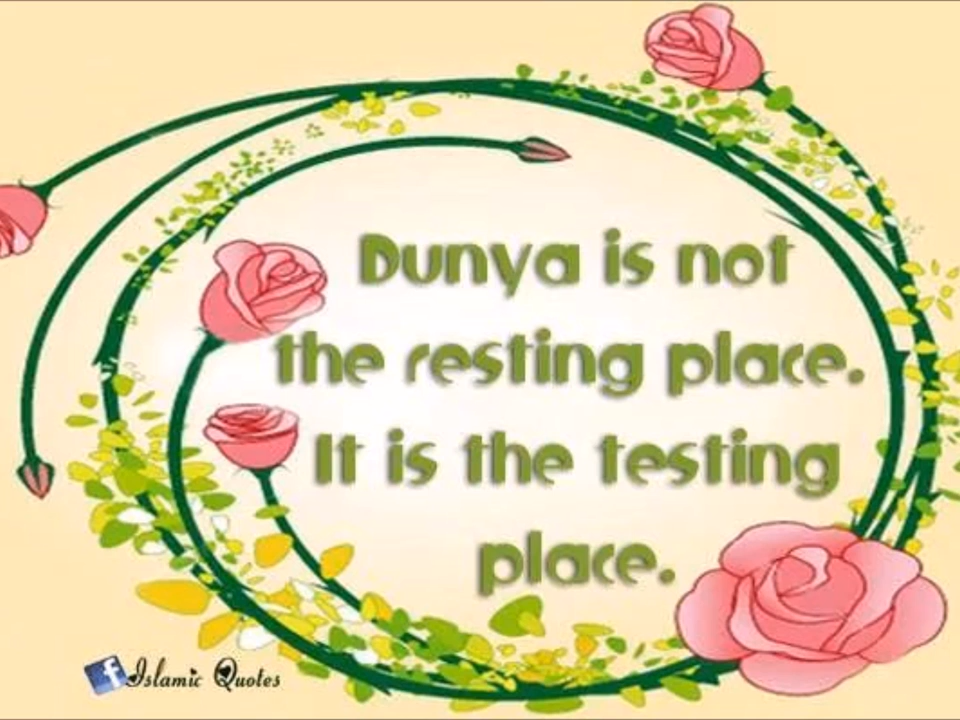 Dunya is not
the resting place.
It is the testing
place.
f Islamic Quotes